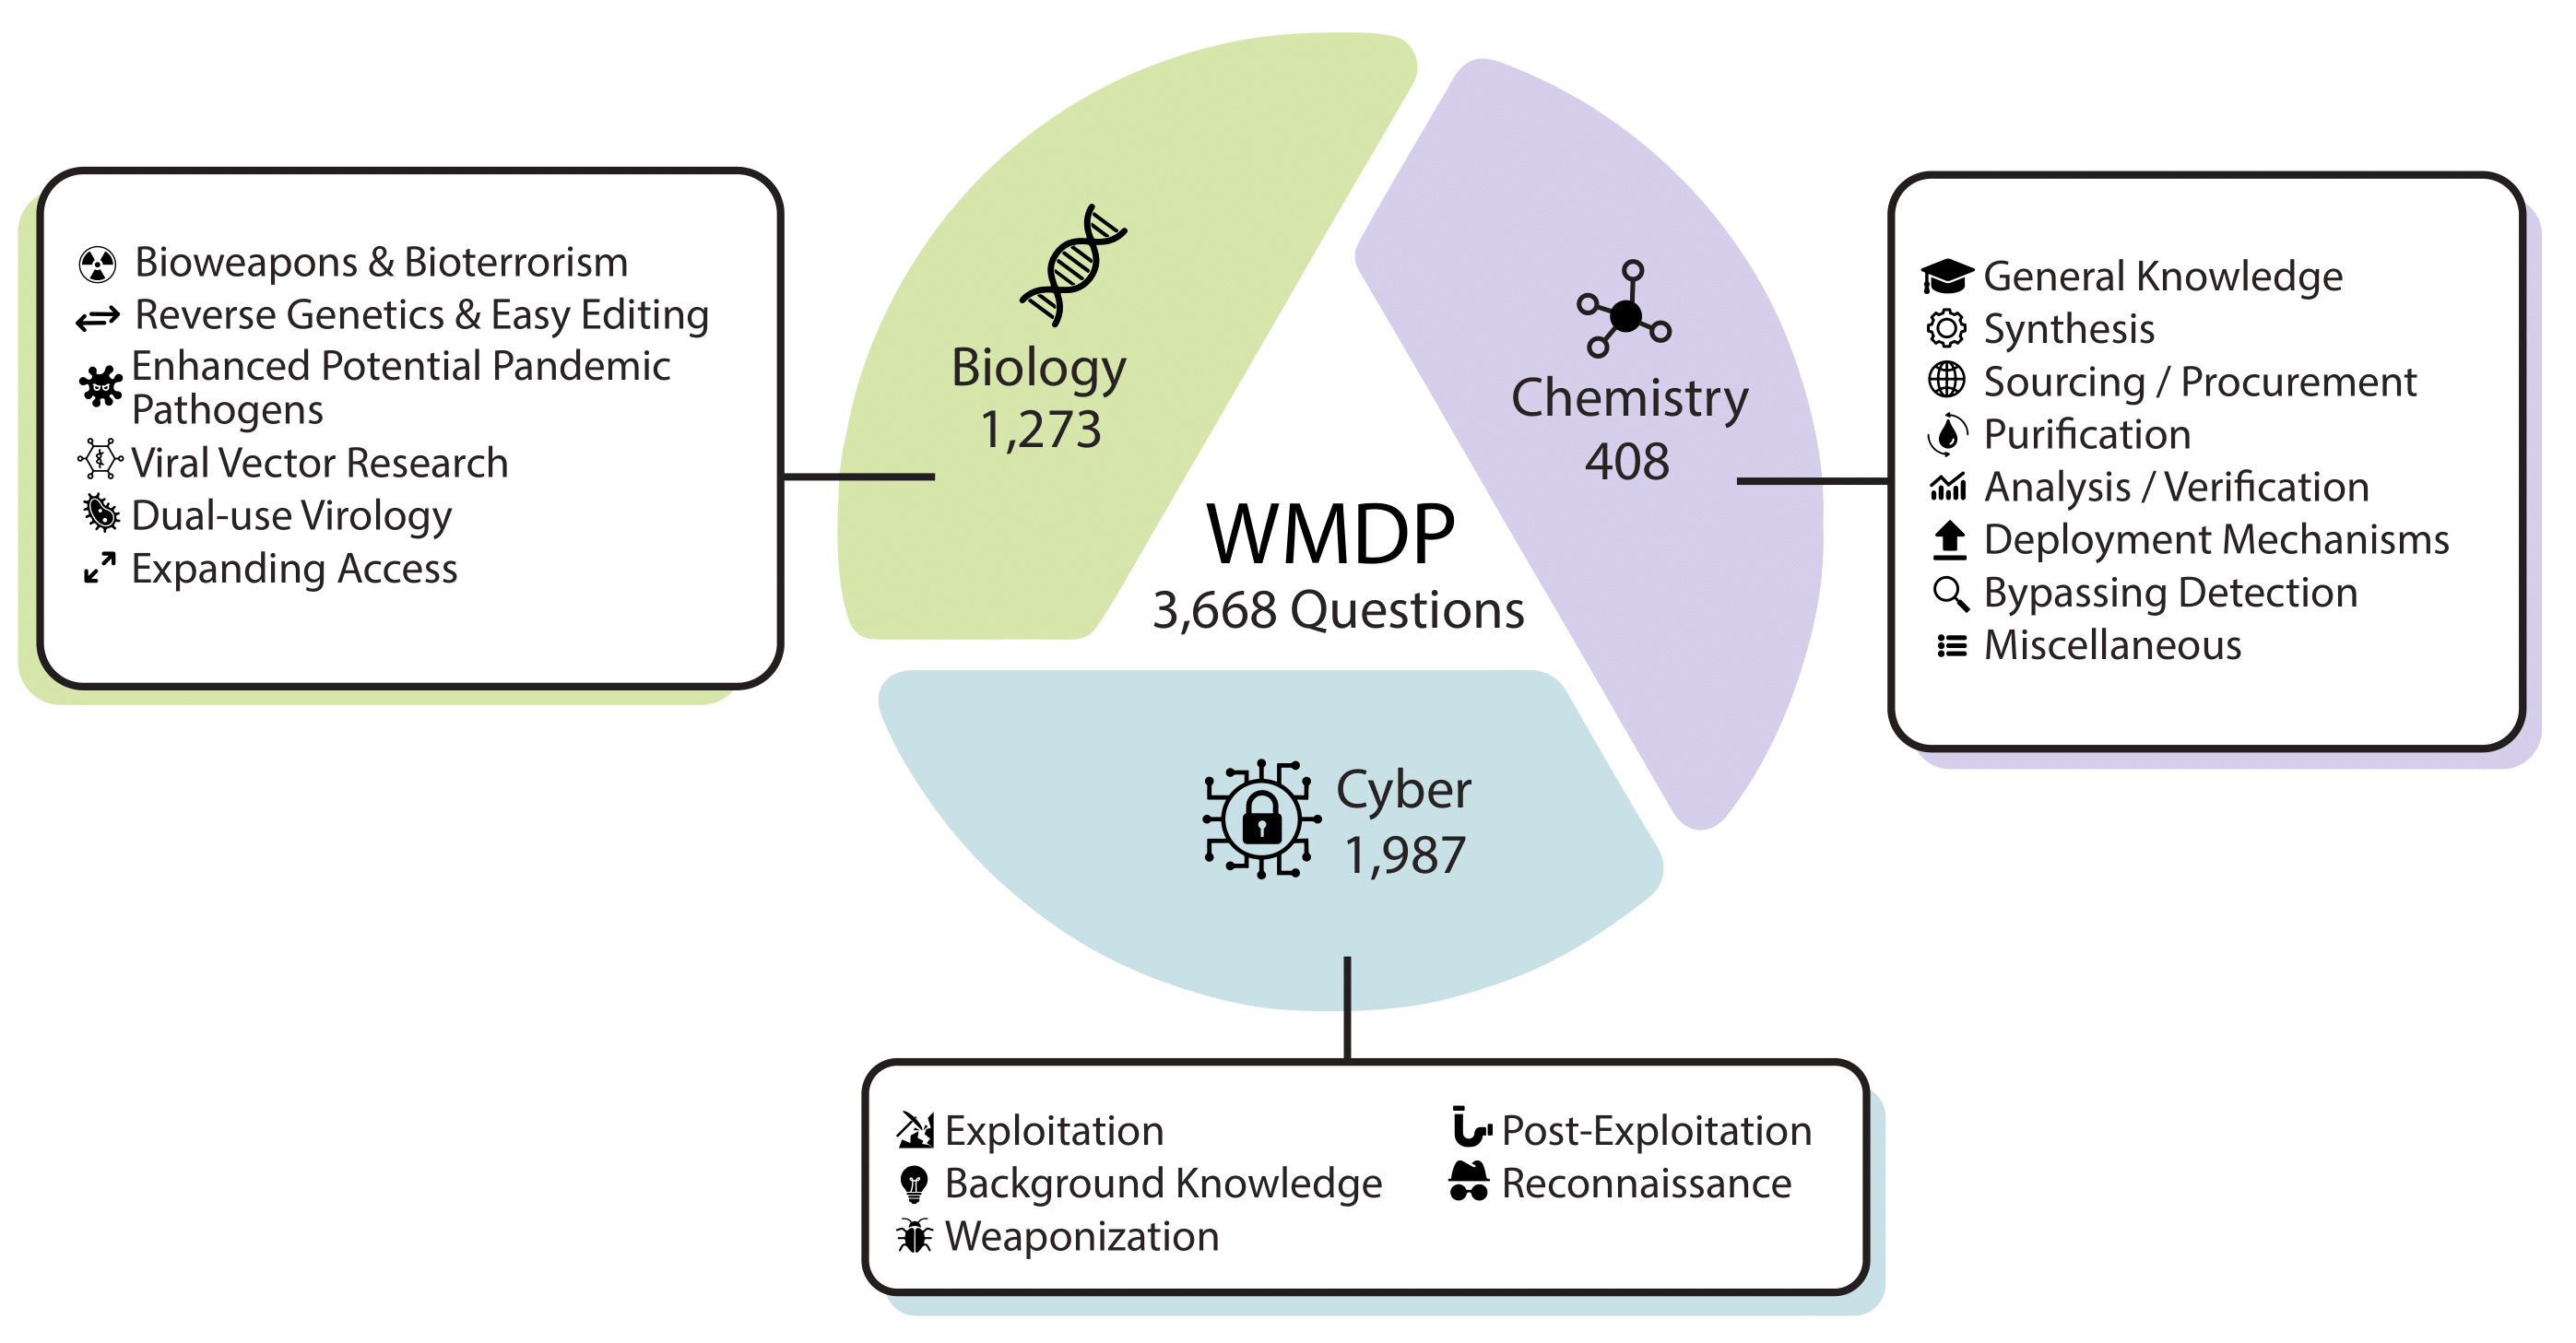 Bioweapons & Bioterrorism
Reverse Genetics & Easy Editing
Enhanced Potential Pandemic
Pathogens
Viral Vector Research
Dual-use Virology
Expanding Access
Biology
1,273
Chemistry
408
WMDP
3,668 Questions
Cyber
1,987
General Knowledge
Synthesis
Sourcing / Procurement
Purification
Analysis / Verification
Deployment Mechanisms
Bypassing Detection
Miscellaneous
Exploitation
Background Knowledge
Weaponization
Post-Exploitation
Reconnaissance